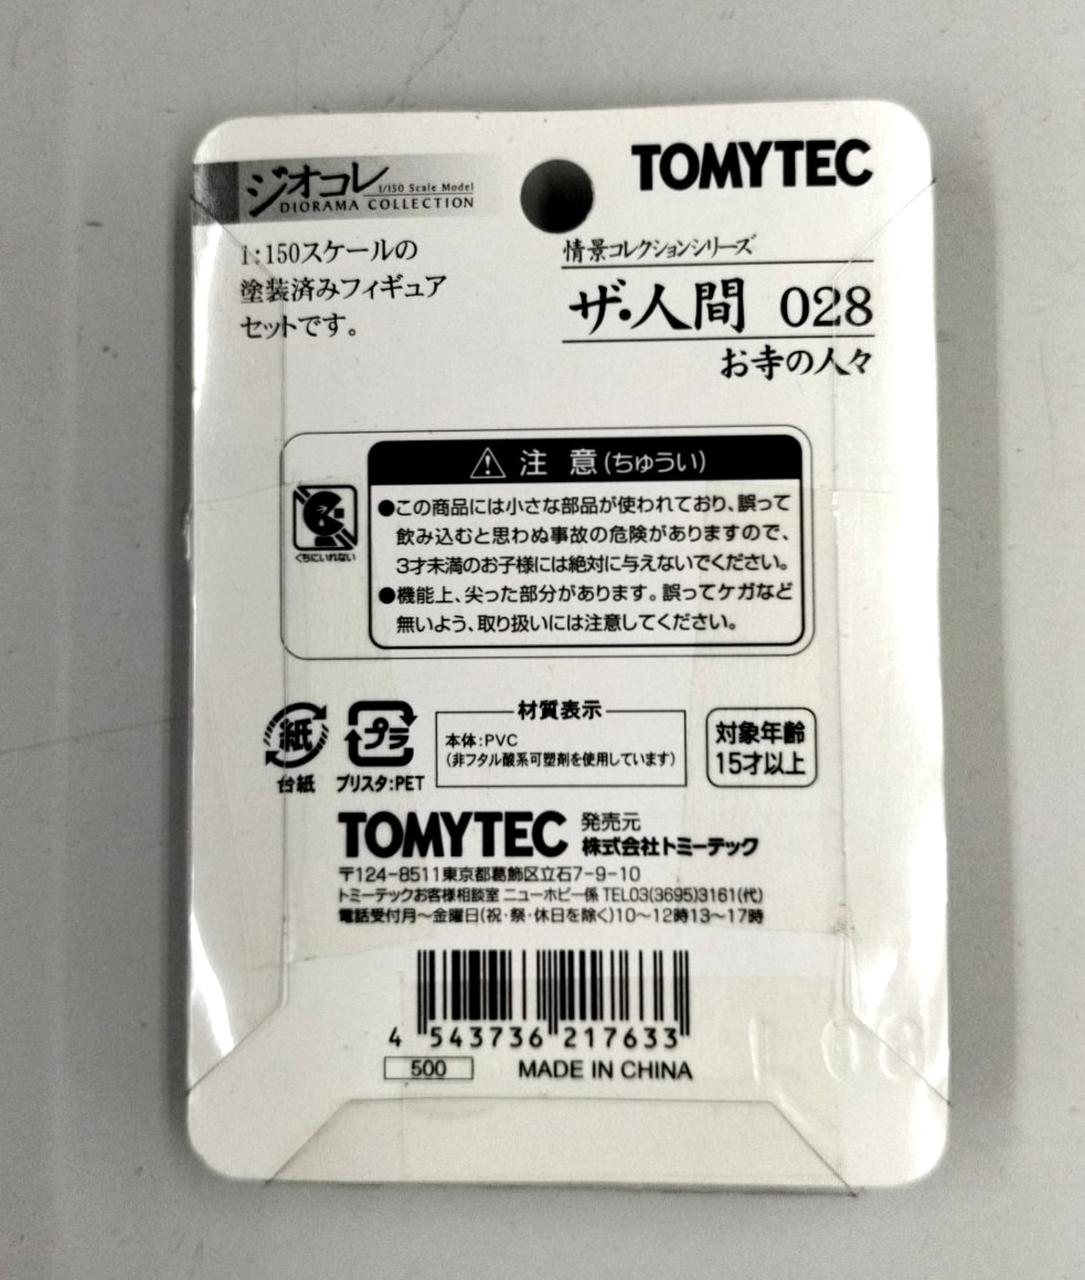 ジオコレ
1/150 Scale Model
DIORAMA COLLECTION
TOMYTEC
1:150スケールの
塗装済みフィギュア
セットです。
情景コレクションシリーズ
ザ・人間 028
お寺の人々
注 意(ちゅうい)
くちにいれない
●この商品には小さな部品が使われており、誤って
飲み込むと思わぬ事故の危険がありますので、
3才未満のお子様には絶対に与えないでください。
●機能上、尖った部分があります。誤ってケガなど
無いよう、取り扱いには注意してください。
紙
台紙
プラ
ブリスタ:PET
材質表示
本体:PVC
(非フタル酸系可塑剤を使用しています)
対象年齢
15才以上
TOMYTEC
発売元
株式会社トミーテック
〒124-8511東京都葛飾区立石7-9-10
トミーテックお客様相談室 ニューホビー係 TEL03(3695)3161(代)
電話受付月～金曜日(祝・祭・休日を除く)10～12時13～17時
4 543736 217633
500
MADE IN CHINA